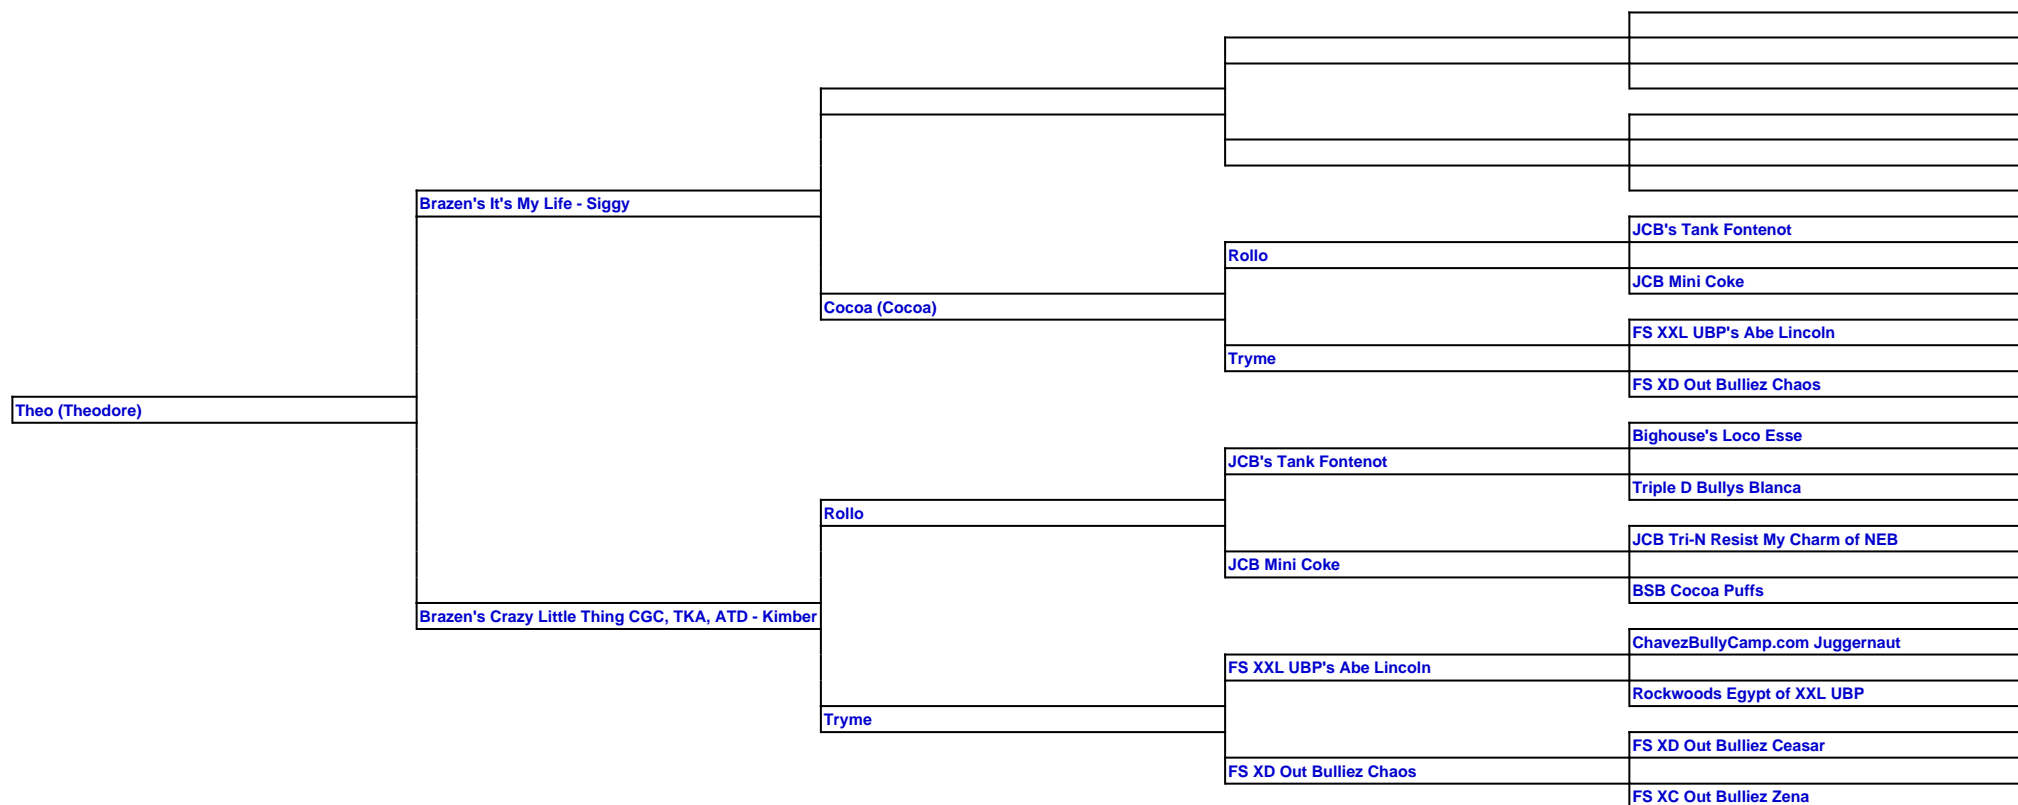 Brazen's It's My Life - Siggy
JCB's Tank Fontenot
Rollo
JCB Mini Coke
Cocoa (Cocoa)
FS XXL UBP's Abe Lincoln
Tryme
FS XD Out Bulliez Chaos
Theo (Theodore)
Bighouse's Loco Esse
JCB's Tank Fontenot
Triple D Bullys Blanca
Rollo
JCB Tri-N Resist My Charm of NEB
JCB Mini Coke
BSB Cocoa Puffs
Brazen's Crazy Little Thing CGC, TKA, ATD - Kimber
ChavezBullyCamp.com Juggernaut
FS XXL UBP's Abe Lincoln
Rockwoods Egypt of XXL UBP
Tryme
FS XD Out Bulliez Ceasar
FS XD Out Bulliez Chaos
FS XC Out Bulliez Zena